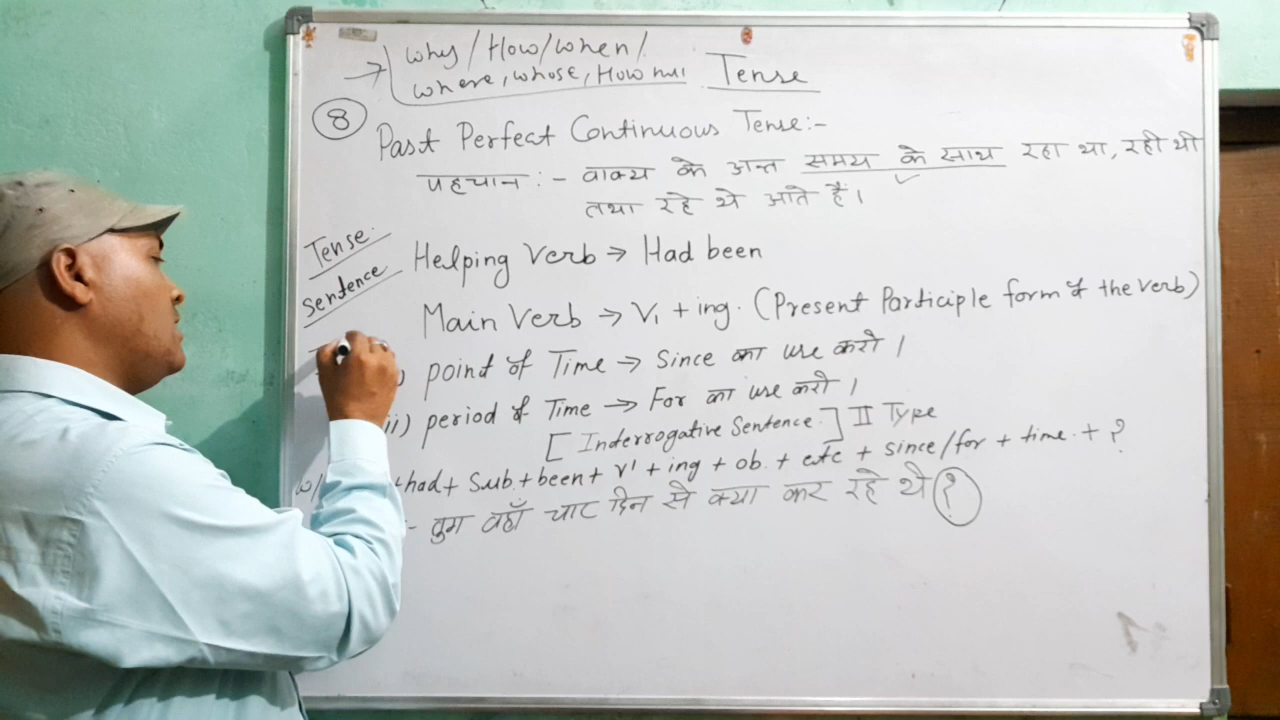 why / How / when /
where, whose, How
Tense
8
Past Perfect Continuous Tense:-
पहचान :- वाक्य के अन्त समय के साथ रहा था, रही थी
तथा रहे थे आते हैं।
Tense.
Sentence
Helping Verb → Had been
Main Verb → V₁ + ing. (Present Participle form of the verb)
point of Time → Since का use करो ।
ii) period of Time → For का use करो ।
[ Interrogative Sentence ] II Type
+had + Sub. + been + v¹ + ing + ob. + etc + since/for + time. + ?
:- तुम वहाँ चार दिन से क्या कर रहे थे ?